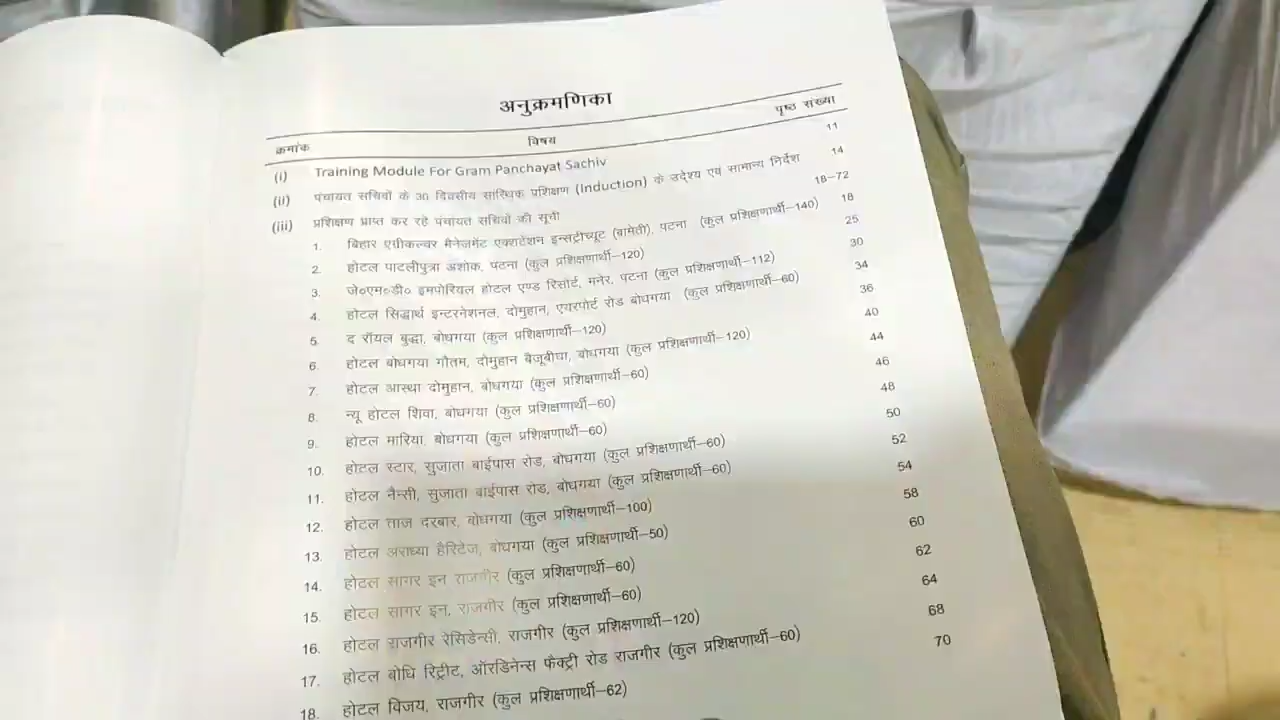 अनुक्रमणिका
क्रमांक विषय पृष्ठ संख्या
(i) Training Module For Gram Panchayat Sachiv 11
(ii) पंचायत सचिवों के 30 दिवसीय सांस्थिक प्रशिक्षण (Induction) के उदेश्य एवं सामान्य निर्देश 14
(iii) प्रशिक्षण प्राप्त कर रहे पंचायत सचिवों की सूची 18-72
1. बिहार एग्रीकल्चर मैनेजमेंट एक्सटेंशन इन्सटीच्यूट (बामेती), पटना (कुल प्रशिक्षणार्थी-140) 18
2. होटल पाटलीपुत्रा अशोक, पटना (कुल प्रशिक्षणार्थी-120) 25
3. जे०एम०डी० इमपोरियल होटल एण्ड रिसोर्ट, मनेर, पटना (कुल प्रशिक्षणार्थी-112) 30
4. होटल सिद्धार्थ इन्टरनेशनल, दोमुहान, एयरपोर्ट रोड बोधगया (कुल प्रशिक्षणार्थी-60) 34
5. द रॉयल बुद्धा, बोधगया (कुल प्रशिक्षणार्थी-120) 36
6. होटल बोधगया गौतम, दोमुहान बैजूबीघा, बोधगया (कुल प्रशिक्षणार्थी-120) 40
7. होटल आस्था दोमुहान, बोधगया (कुल प्रशिक्षणार्थी-60) 44
8. न्यू होटल शिवा, बोधगया (कुल प्रशिक्षणार्थी-60) 46
9. होटल मारिया, बोधगया (कुल प्रशिक्षणार्थी-60) 48
10. होटल स्टार, सुजाता बाईपास रोड, बोधगया (कुल प्रशिक्षणार्थी-60) 50
11. होटल नैन्सी, सुजाता बाईपास रोड, बोधगया (कुल प्रशिक्षणार्थी-60) 52
12. होटल ताज दरबार, बोधगया (कुल प्रशिक्षणार्थी-100) 54
13. होटल अराध्या हैरिटेज, बोधगया (कुल प्रशिक्षणार्थी-50) 58
14. होटल सागर इन राजगीर (कुल प्रशिक्षणार्थी-60) 60
15. होटल सागर इन, राजगीर (कुल प्रशिक्षणार्थी-60) 62
16. होटल राजगीर रेसिडेन्सी, राजगीर (कुल प्रशिक्षणार्थी-120) 64
17. होटल बोधि रिट्रीट, ऑरडिनेन्स फैक्ट्री रोड राजगीर (कुल प्रशिक्षणार्थी-60) 68
18. होटल विजय, राजगीर (कुल प्रशिक्षणार्थी-62) 70